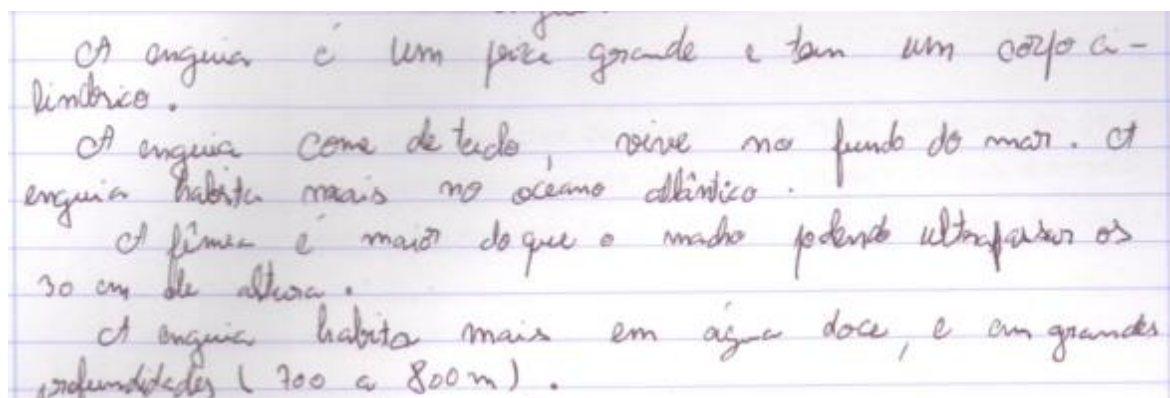 A enguia é um peixe grande e tem um corpo ci-
lindrico.
A enguia come de tudo, vive no fundo do mar. A
enguia habita mais no oceano atlântico.
A fêmea é maior do que o macho podendo ultrapassar os
30 cm de altura.
A enguia habita mais em água doce, e em grandes
profundidades (700 a 800 m).